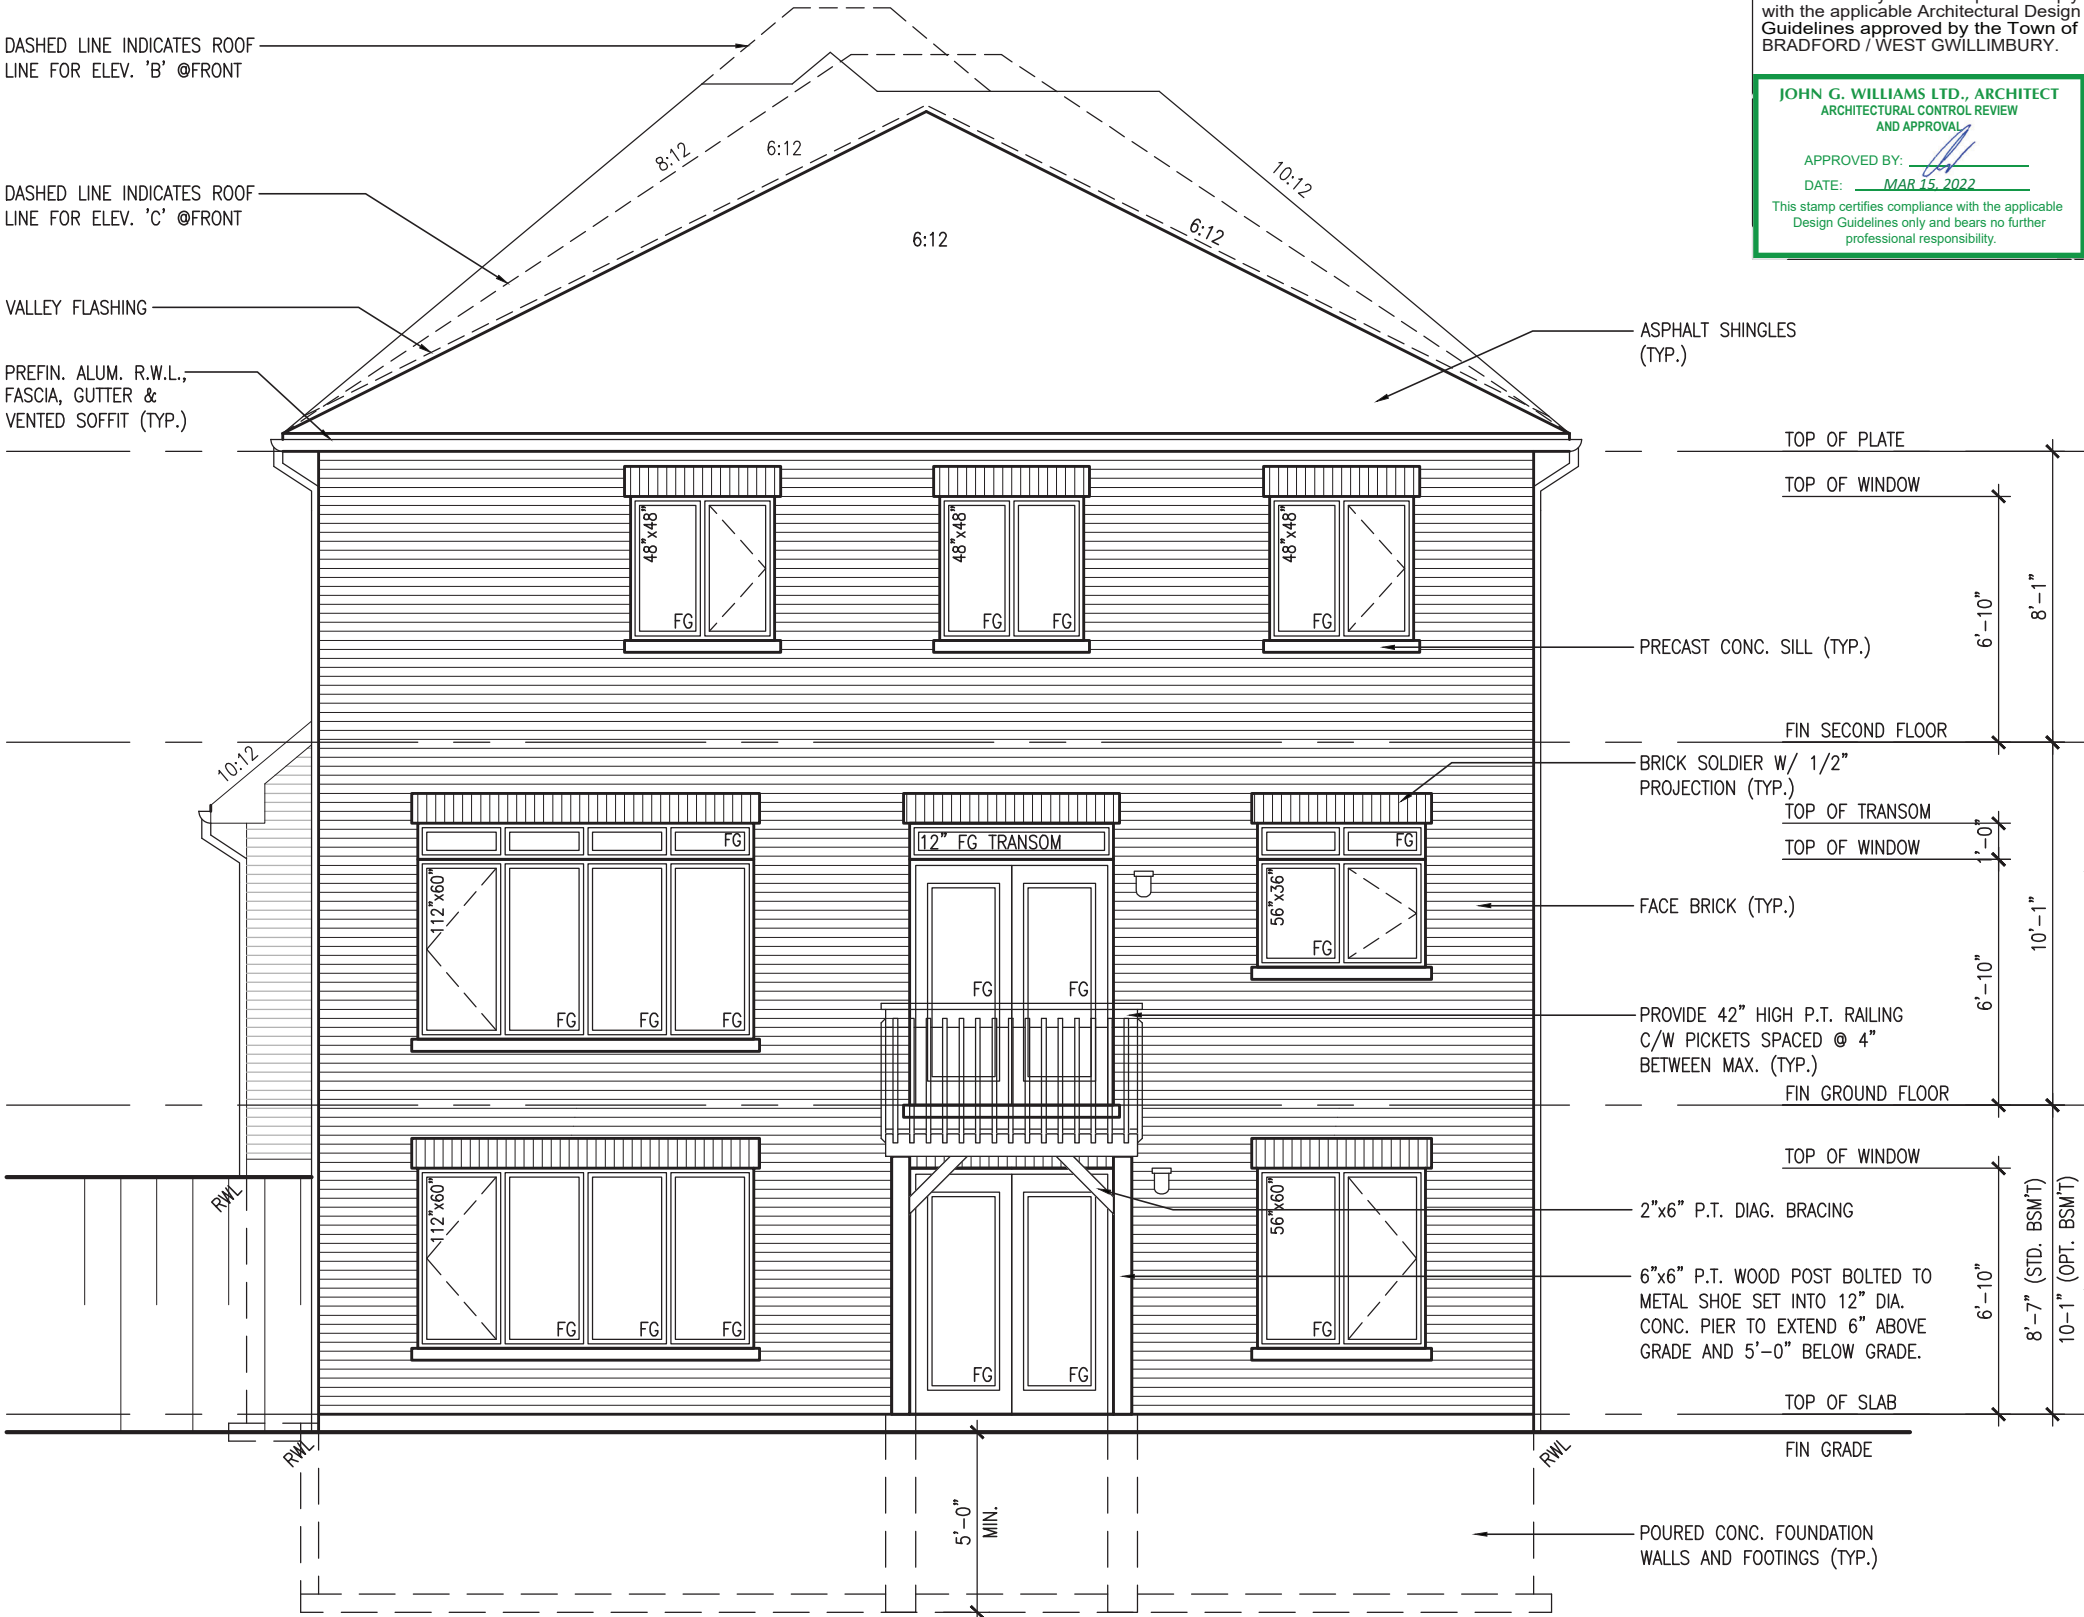 with the applicable Architectural Design
Guidelines approved by the Town of
BRADFORD / WEST GWILLIMBURY.
JOHN G. WILLIAMS LTD., ARCHITECT
ARCHITECTURAL CONTROL REVIEW
AND APPROVAL
APPROVED BY:
DATE: MAR 15, 2022
This stamp certifies compliance with the applicable
Design Guidelines only and bears no further
professional responsibility.
DASHED LINE INDICATES ROOF
LINE FOR ELEV. 'B' @FRONT
DASHED LINE INDICATES ROOF
LINE FOR ELEV. 'C' @FRONT
VALLEY FLASHING
PREFIN. ALUM. R.W.L.,
FASCIA, GUTTER &
VENTED SOFFIT (TYP.)
8:12
6:12
10:12
6:12
6:12
ASPHALT SHINGLES
(TYP.)
TOP OF PLATE
TOP OF WINDOW
48"x48"
FG
48"x48"
FG
FG
48"x48"
FG
6'-10"
8'-1"
PRECAST CONC. SILL (TYP.)
FIN SECOND FLOOR
10:12
BRICK SOLDIER W/ 1/2"
PROJECTION (TYP.)
TOP OF TRANSOM
TOP OF WINDOW
1'-0"
FG
12" FG TRANSOM
FG
112"x60"
56"x36"
FG
FACE BRICK (TYP.)
10'-1"
6'-10"
FG
FG
FG
FG
FG
PROVIDE 42" HIGH P.T. RAILING
C/W PICKETS SPACED @ 4"
BETWEEN MAX. (TYP.)
FIN GROUND FLOOR
TOP OF WINDOW
RWL
112"x60"
56"x60"
2"x6" P.T. DIAG. BRACING
6"x6" P.T. WOOD POST BOLTED TO
METAL SHOE SET INTO 12" DIA.
CONC. PIER TO EXTEND 6" ABOVE
GRADE AND 5'-0" BELOW GRADE.
6'-10"
8'-7" (STD. BSM'T)
10-1" (OPT. BSM'T)
FG
FG
FG
FG
FG
TOP OF SLAB
FIN GRADE
RWL
RWL
5'-0"
MIN.
POURED CONC. FOUNDATION
WALLS AND FOOTINGS (TYP.)